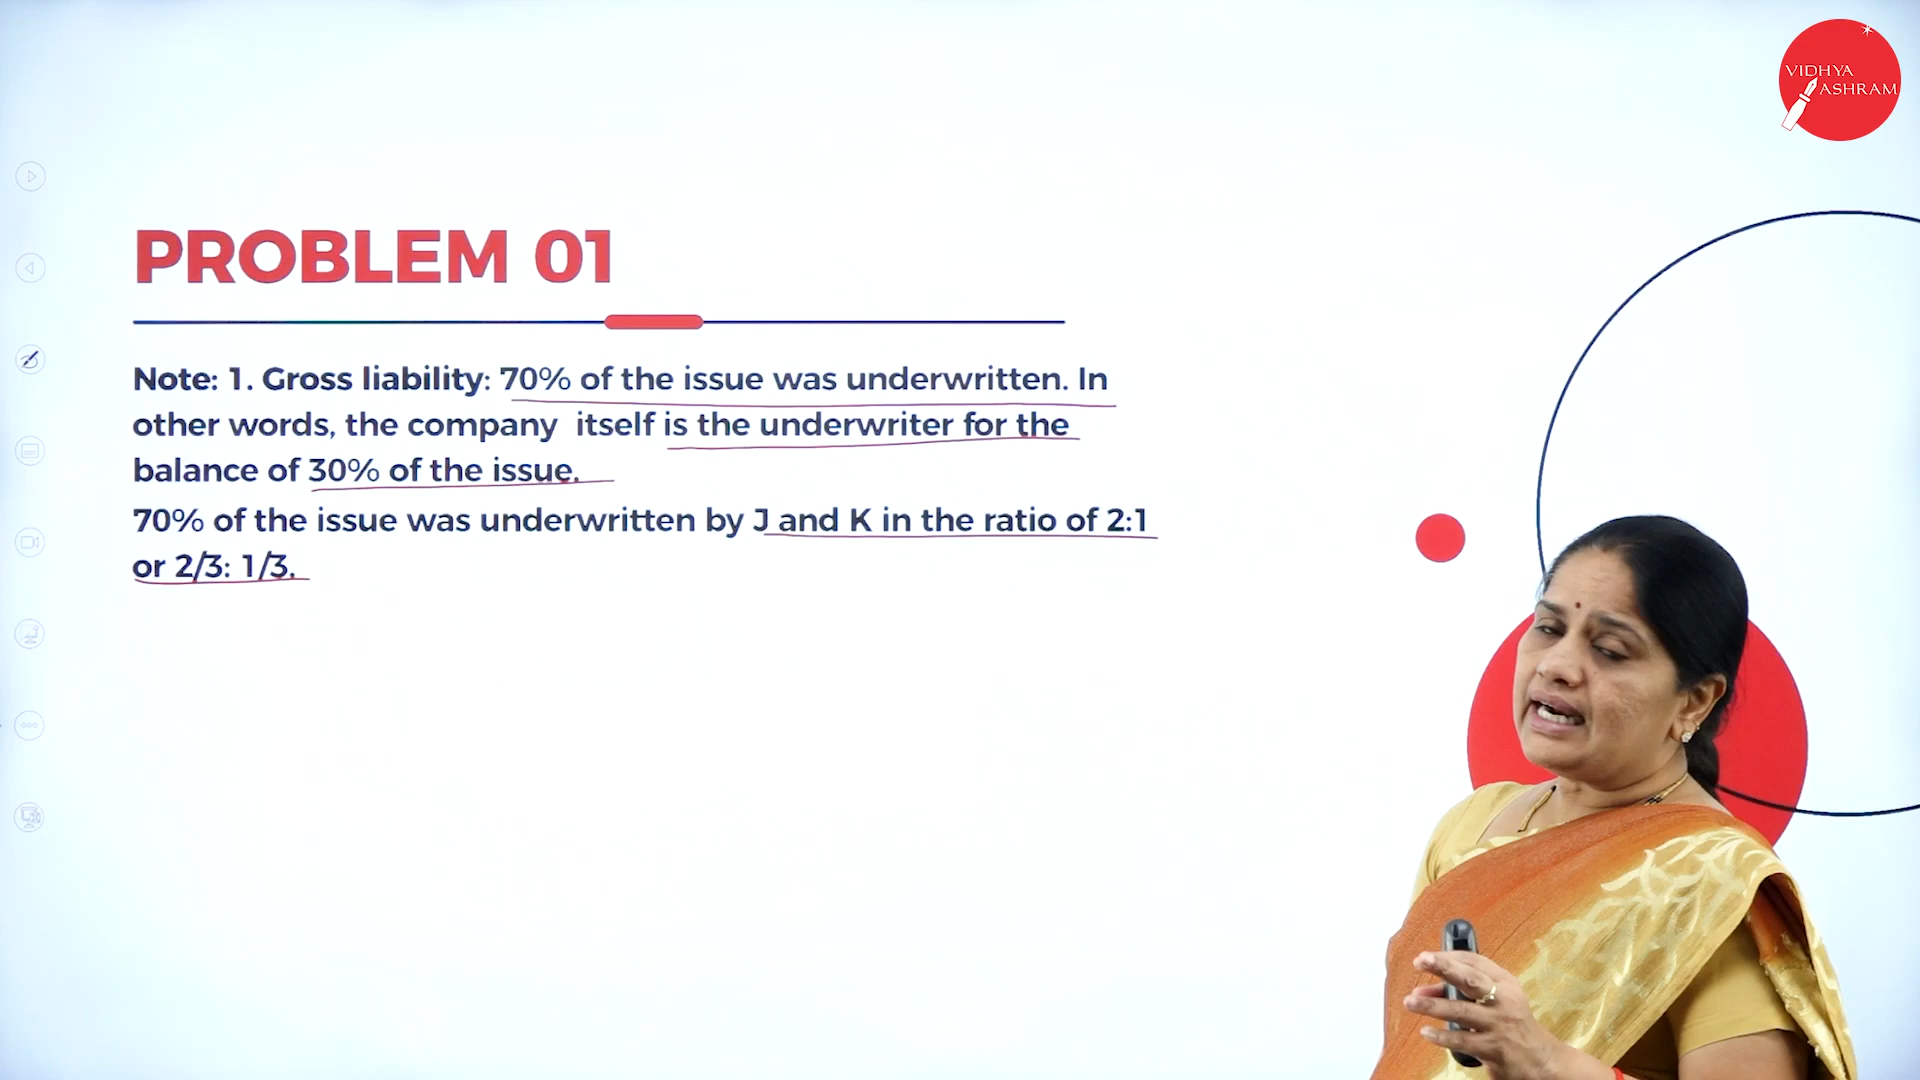 VIDHYA
ASHRAM
PROBLEM 01
Note: 1. Gross liability: 70% of the issue was underwritten. In
other words, the company itself is the underwriter for the
balance of 30% of the issue.
70% of the issue was underwritten by J and K in the ratio of 2:1
or 2/3: 1/3.